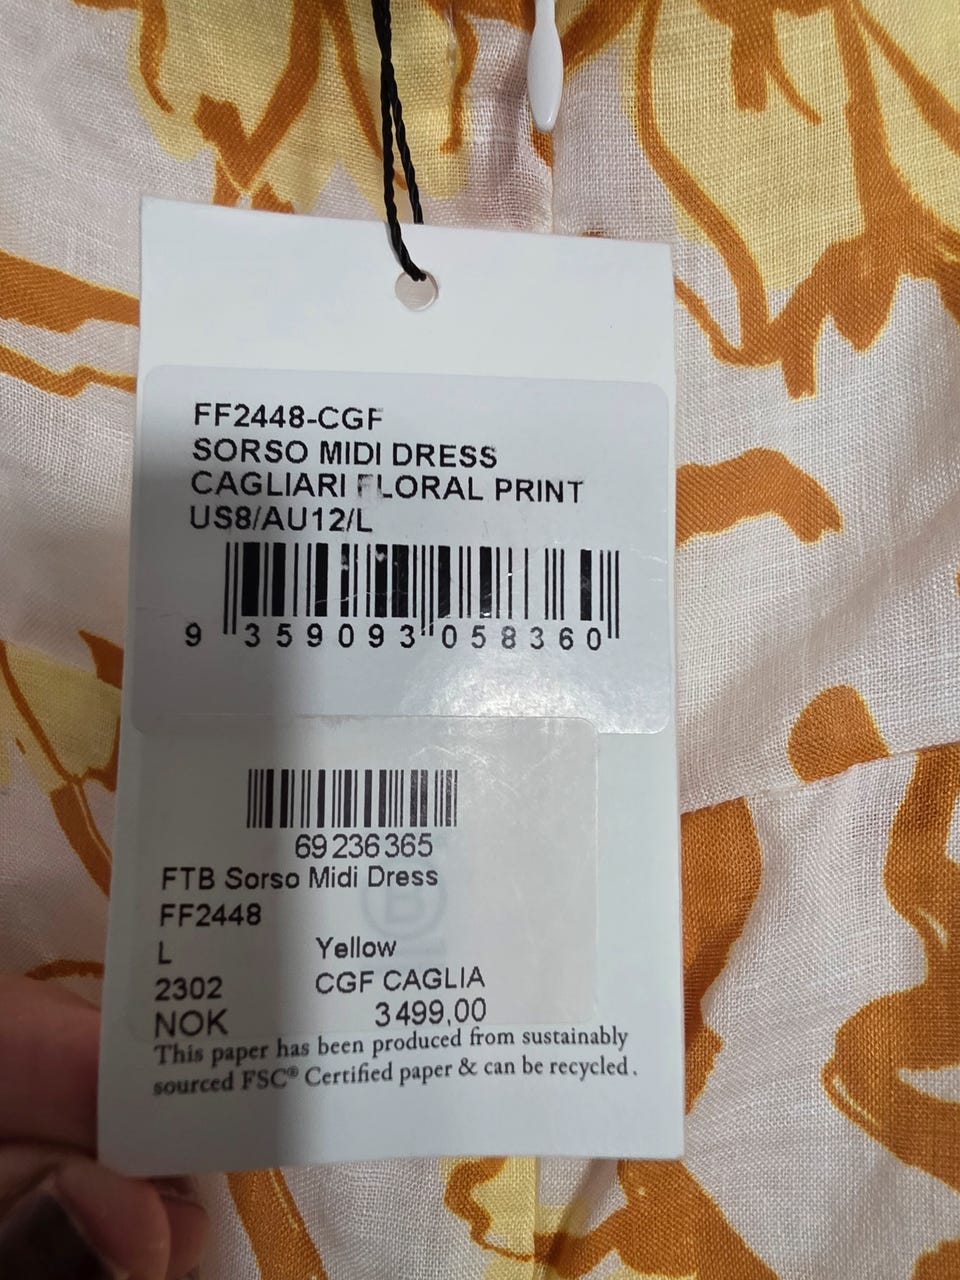 FF2448-CGF
SORSO MIDI DRESS
CAGLIARI FLORAL PRINT
US8/AU12/L
9 359093 058360
69236365
FTB Sorso Midi Dress
FF2448
L Yellow
2302 CGF CAGLIA
NOK 3 499,00
This paper has been produced from sustainably
sourced FSC® Certified paper & can be recycled.